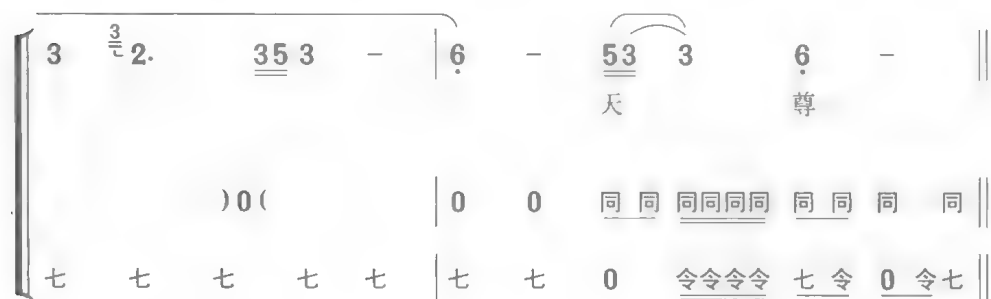 3 3 2. 35 3 - | 6 - 53 3 6 - ‖
天 尊
) 0 ( | 0 0 同 同 同同同同 同 同 同 同 ‖
七 七 七 七 七 | 七 七 0 令令令令 七 令 0 令七 ‖